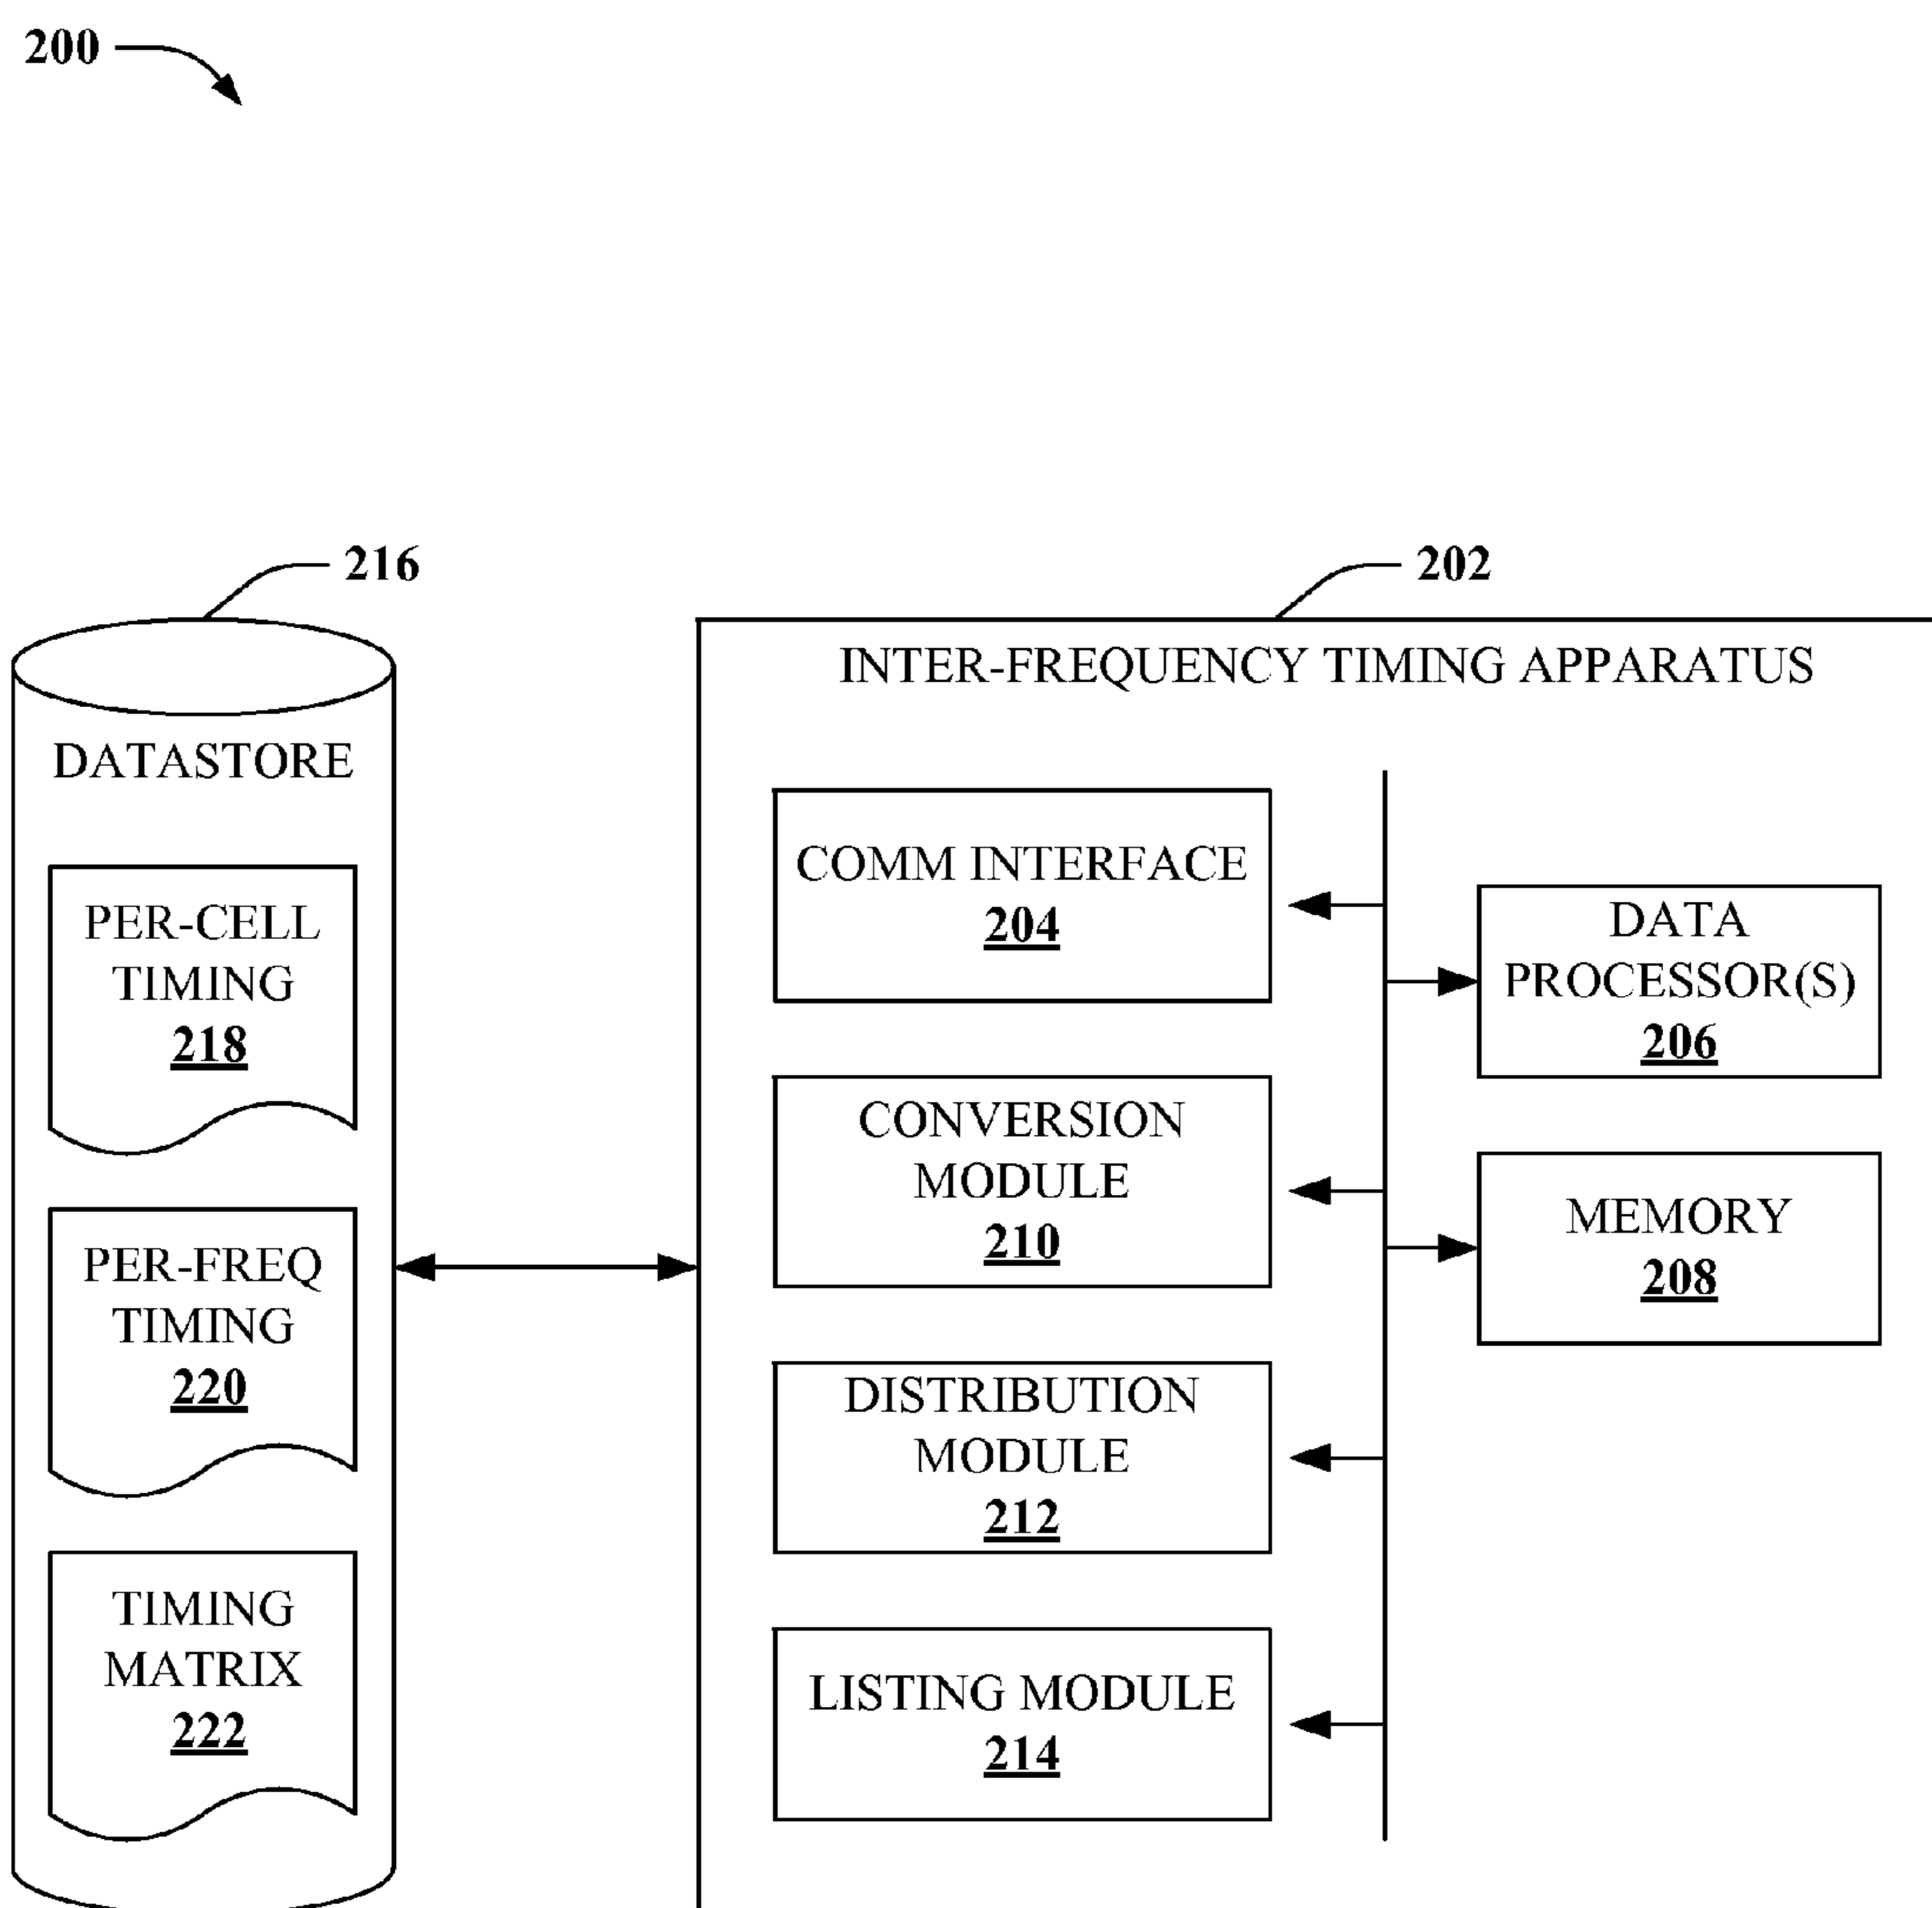 200
216
202
DATASTORE
PER-CELL
TIMING
218
PER-FREQ
TIMING
220
TIMING
MATRIX
222
INTER-FREQUENCY TIMING APPARATUS
COMM INTERFACE
204
CONVERSION
MODULE
210
DISTRIBUTION
MODULE
212
LISTING MODULE
214
DATA
PROCESSOR(S)
206
MEMORY
208